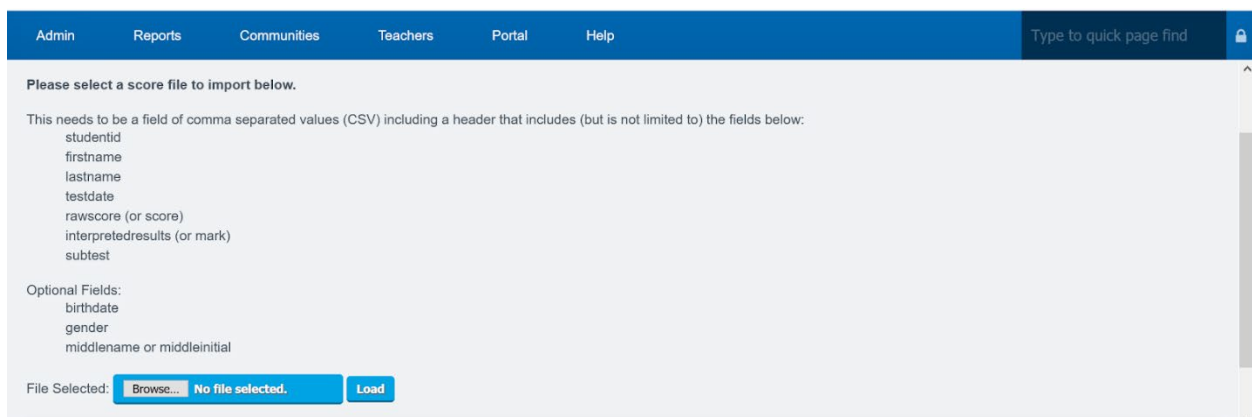 Admin Reports Communities Teachers Portal Help Type to quick page find
Please select a score file to import below.
This needs to be a field of comma separated values (CSV) including a header that includes (but is not limited to) the fields below:
studentid
firstname
lastname
testdate
rawscore (or score)
interpretedresults (or mark)
subtest
Optional Fields:
birthdate
gender
middlename or middleinitial
File Selected: Browse... No file selected. Load